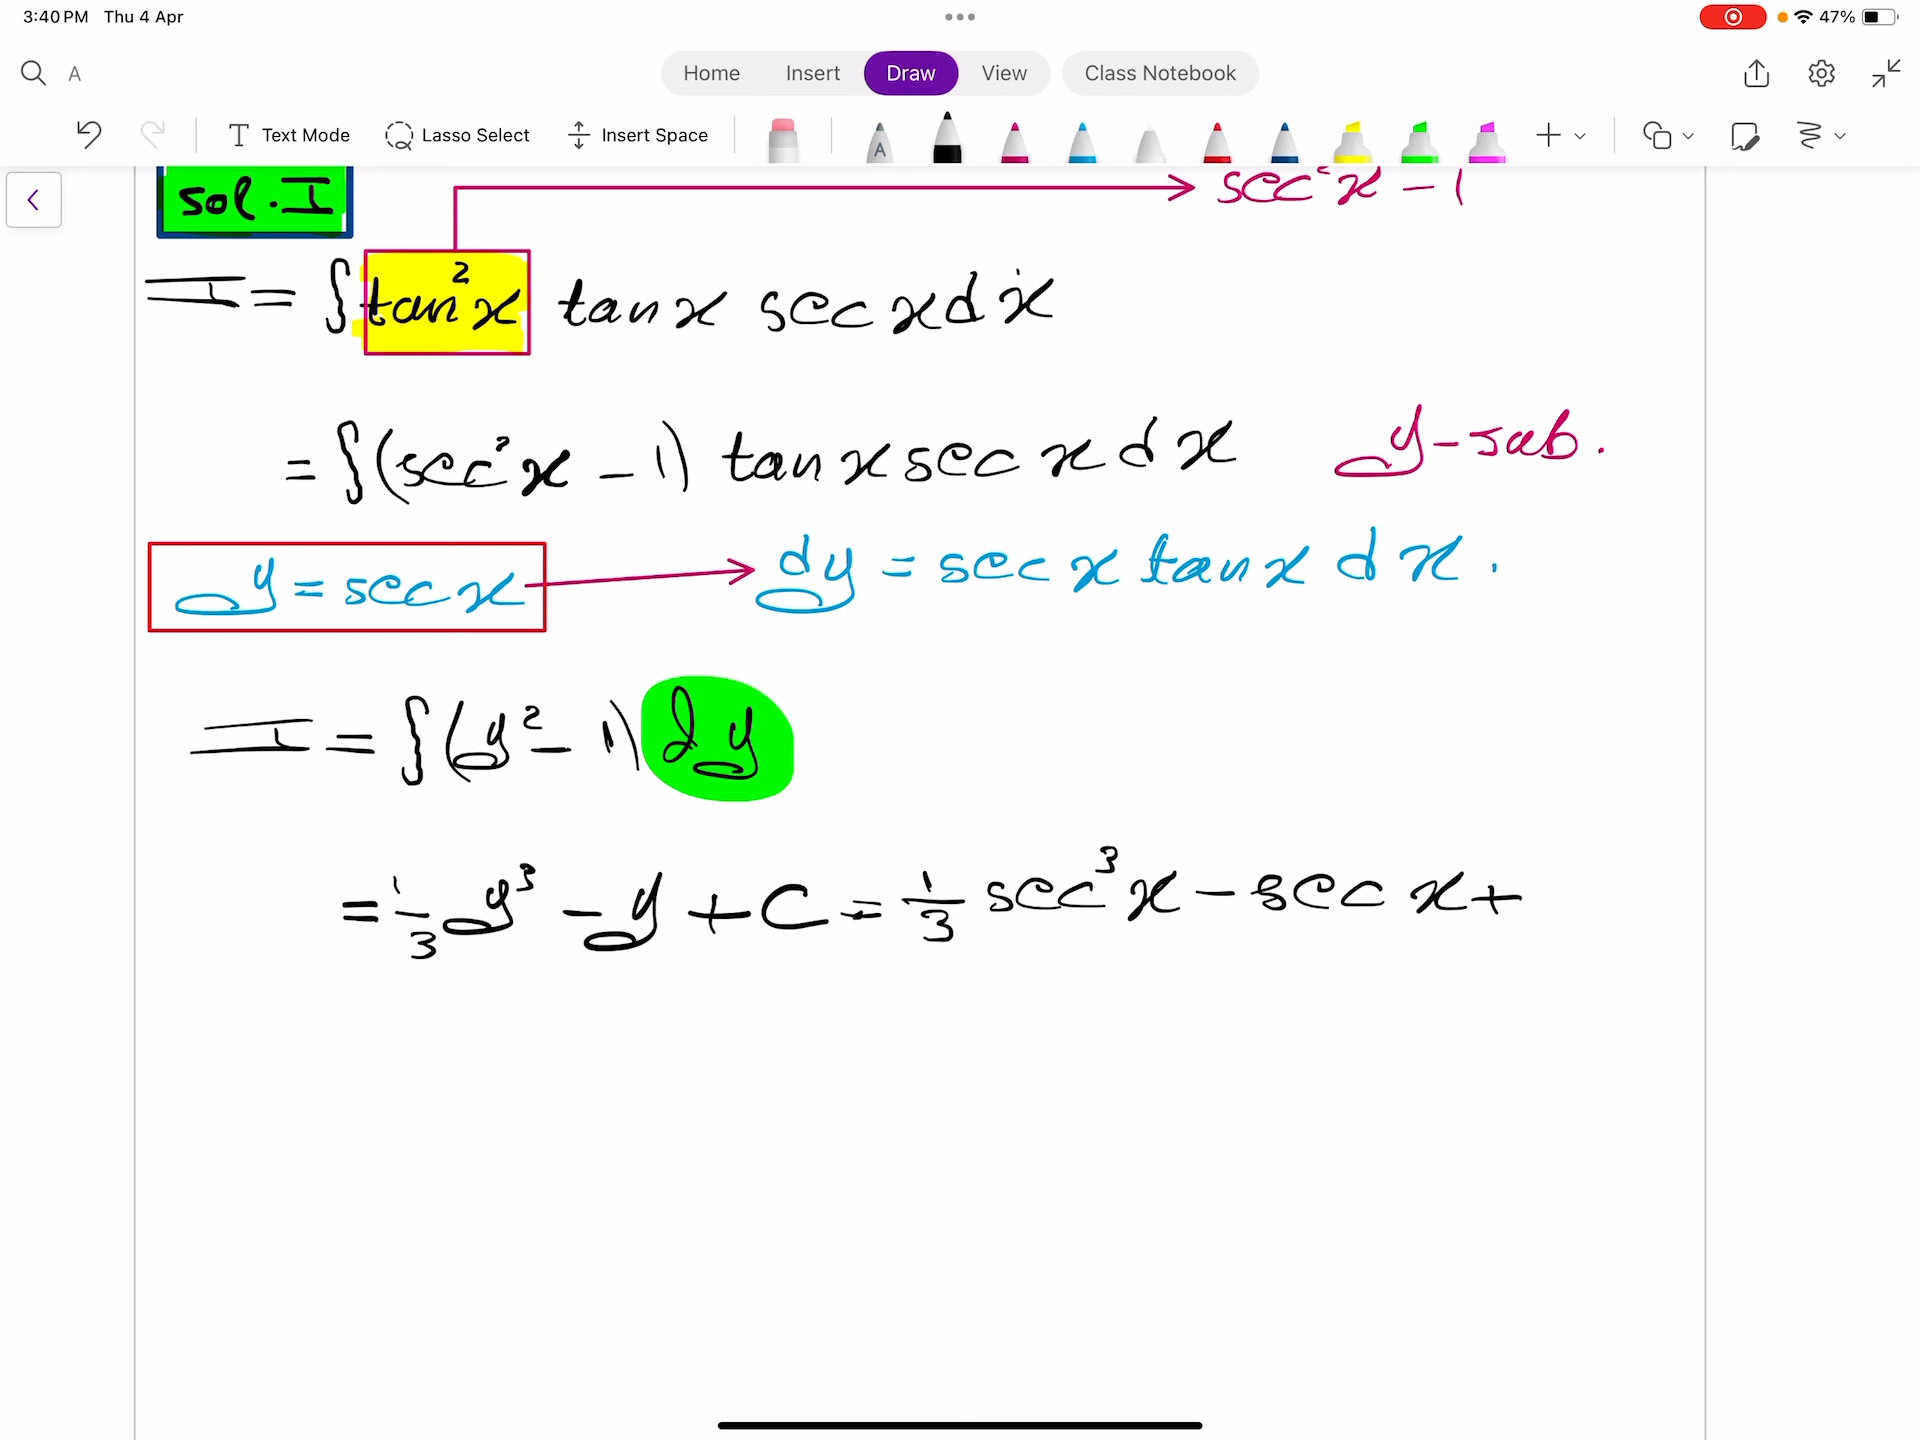 3:40 PM Thu 4 Apr 47%
A Home Insert Draw View Class Notebook
Text Mode Lasso Select Insert Space A
sol. I sec²x - 1
I = ∫ tan²x tan x sec x dx
= ∫ (sec²x - 1) tan x sec x dx y-sub.
y = sec x → dy = sec x tan x dx.
I = ∫ (y² - 1) dy
= 1/3 y³ - y + C = 1/3 sec³x - sec x +